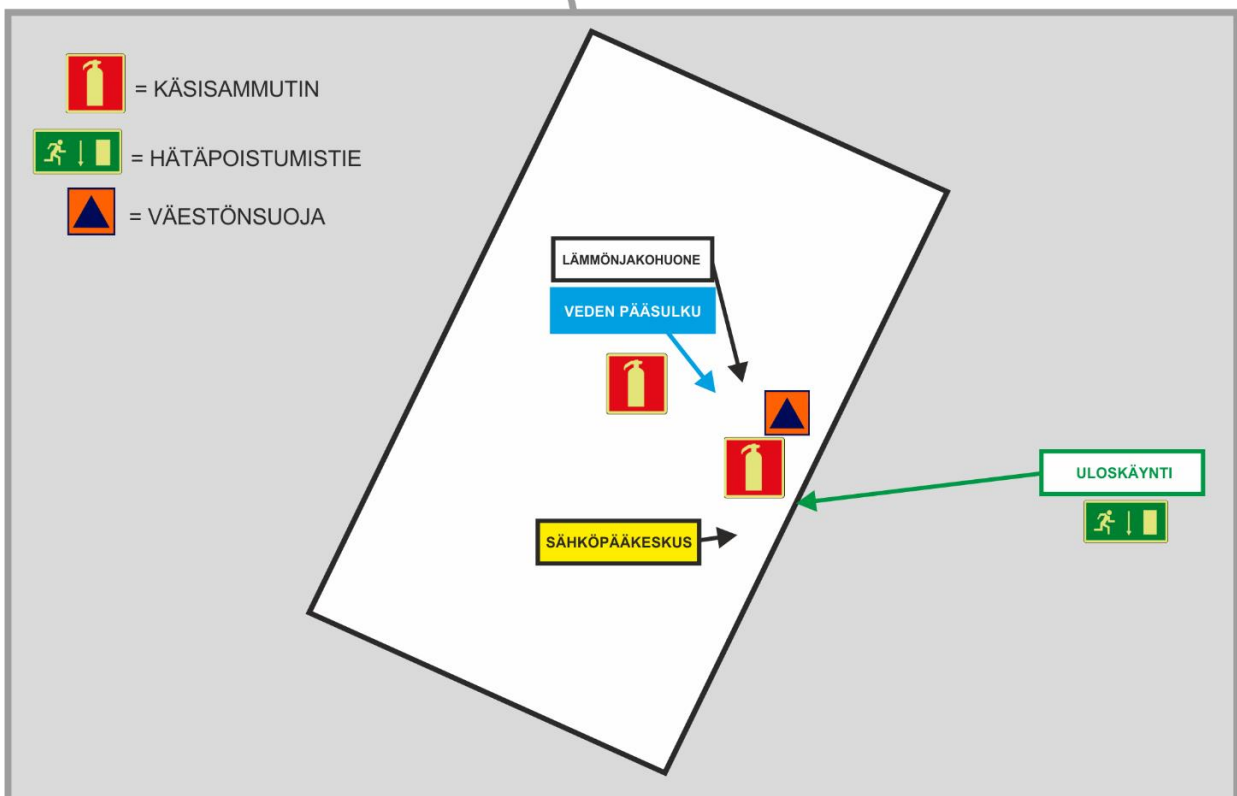 = KÄSISAMMUTIN
= HÄTÄPOISTUMISTIE
= VÄESTÖNSUOJA
LÄMMÖNJAKOHUONE
VEDEN PÄÄSULKU
ULOSKÄYNTI
SÄHKÖPÄÄKESKUS